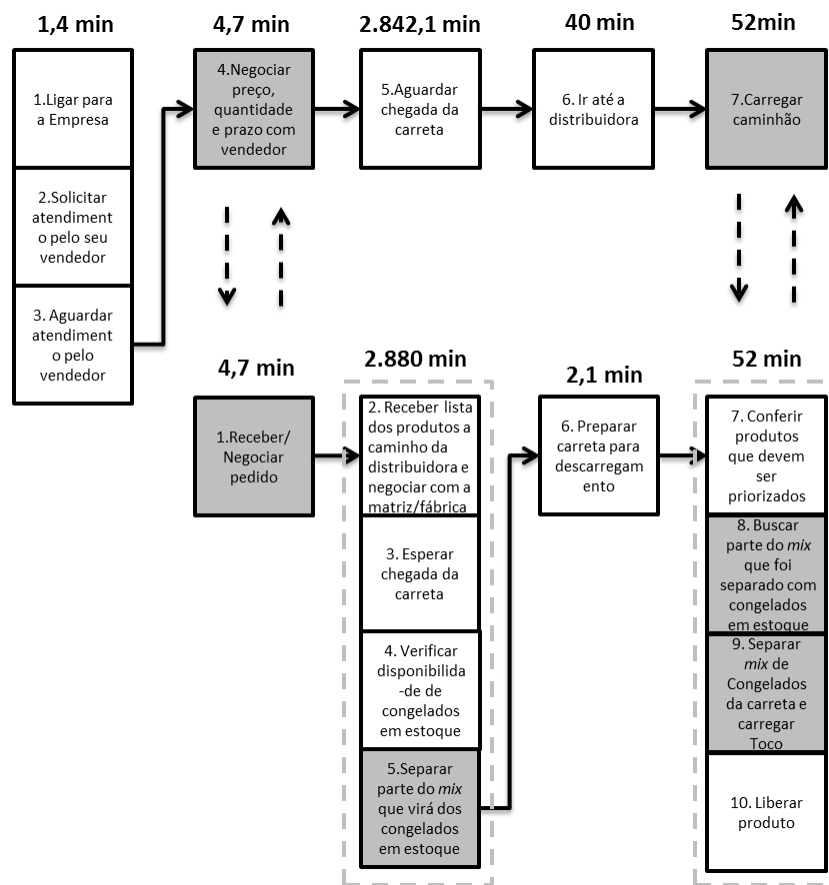 1,4 min
4,7 min
2.842,1 min
40 min
52min
1.Ligar para
a Empresa
2.Solicitar
atendiment
o pelo seu
vendedor
3. Aguardar
atendiment
o pelo
vendedor
4.Negociar
preço,
quantidade
e prazo com
vendedor
5.Aguardar
chegada da
carreta
6. Ir até a
distribuidora
7.Carregar
caminhão
4,7 min
2.880 min
2,1 min
52 min
1.Receber/
Negociar
pedido
2. Receber lista
dos produtos a
caminho da
distribuidora e
negociar com a
matriz/fábrica
3. Esperar
chegada da
carreta
4. Verificar
disponibilida
-de de
congelados
em estoque
5.Separar
parte do mix
que virá dos
congelados
em estoque
6. Preparar
carreta para
descarregam
ento
7. Conferir
produtos
que devem
ser
priorizados
8. Buscar
parte do mix
que foi
separado com
congelados
em estoque
9. Separar
mix de
Congelados
da carreta e
carregar
Toco
10. Liberar
produto